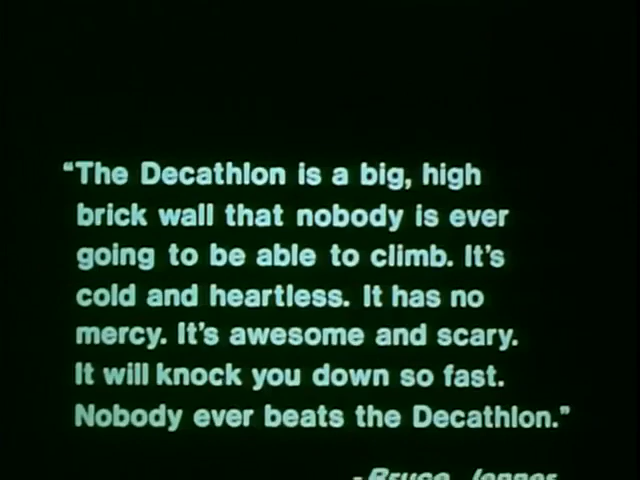 "The Decathlon is a big, high
brick wall that nobody is ever
going to be able to climb. It's
cold and heartless. It has no
mercy. It's awesome and scary.
It will knock you down so fast.
Nobody ever beats the Decathlon."
- Bruce Jenner